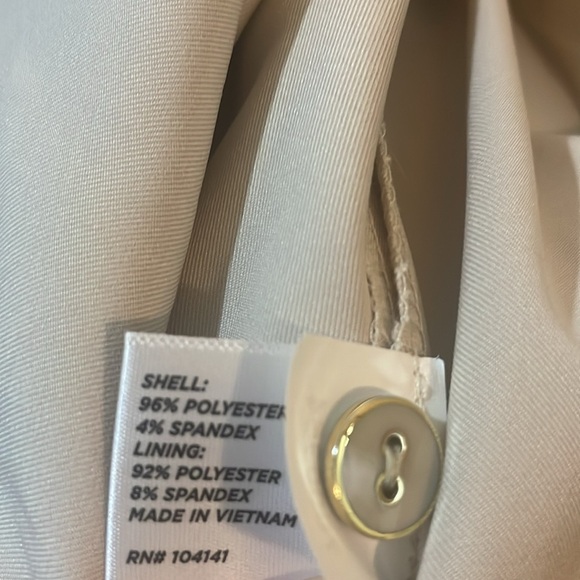 SHELL:
96% POLYESTER
4% SPANDEX
LINING:
92% POLYESTER
8% SPANDEX
MADE IN VIETNAM
RN# 104141